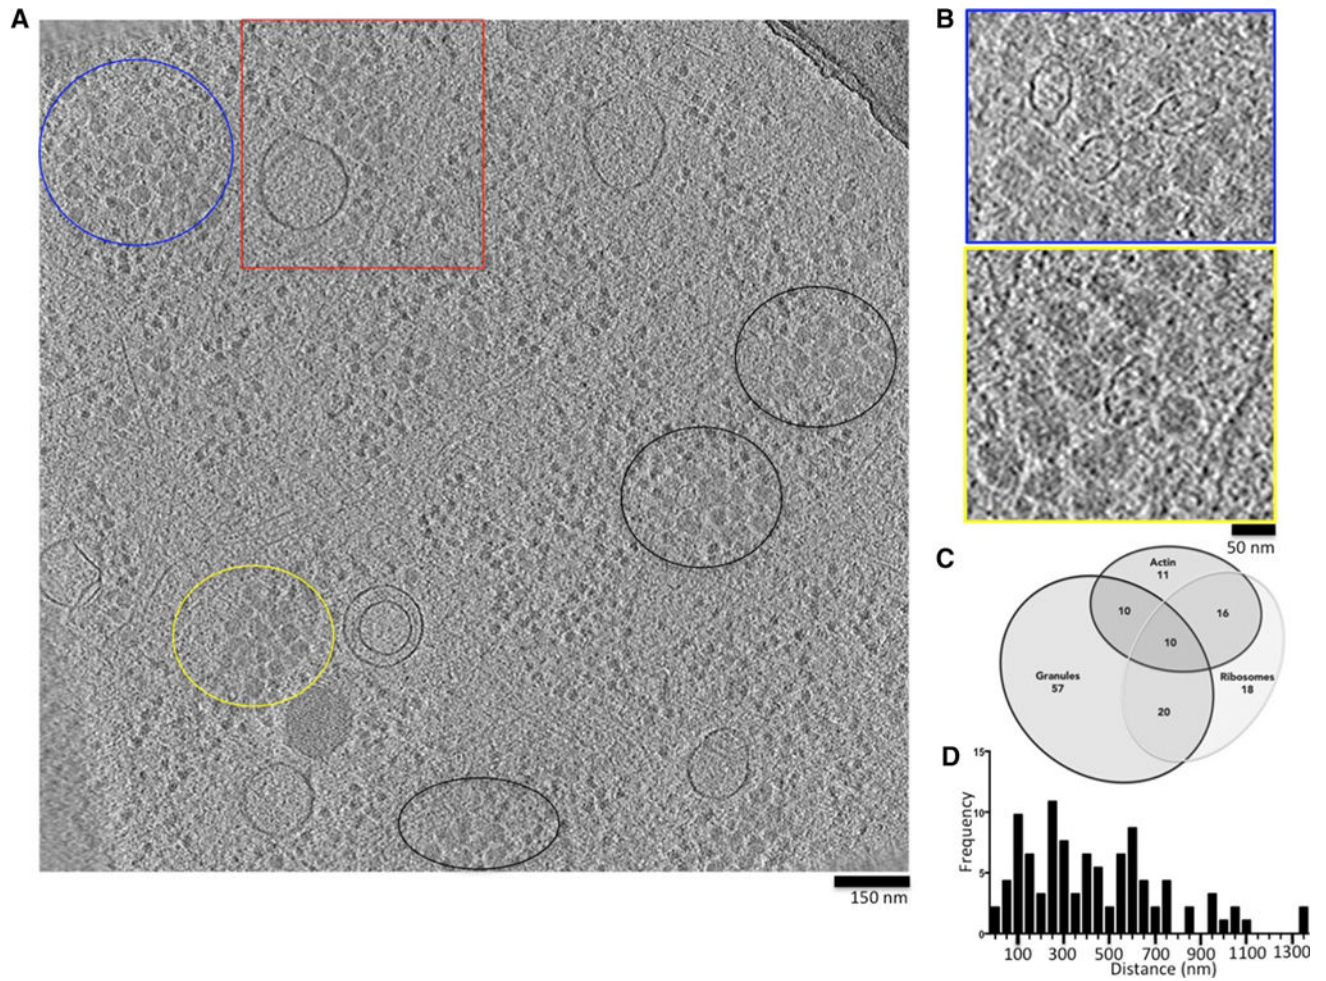 A
150 nm
B
50 nm
C
Actin
11
10
16
10
Granules
57
Ribosomes
18
20
D
15
10
5
0
Frequency
100 300 500 700 900 1100 1300
Distance (nm)